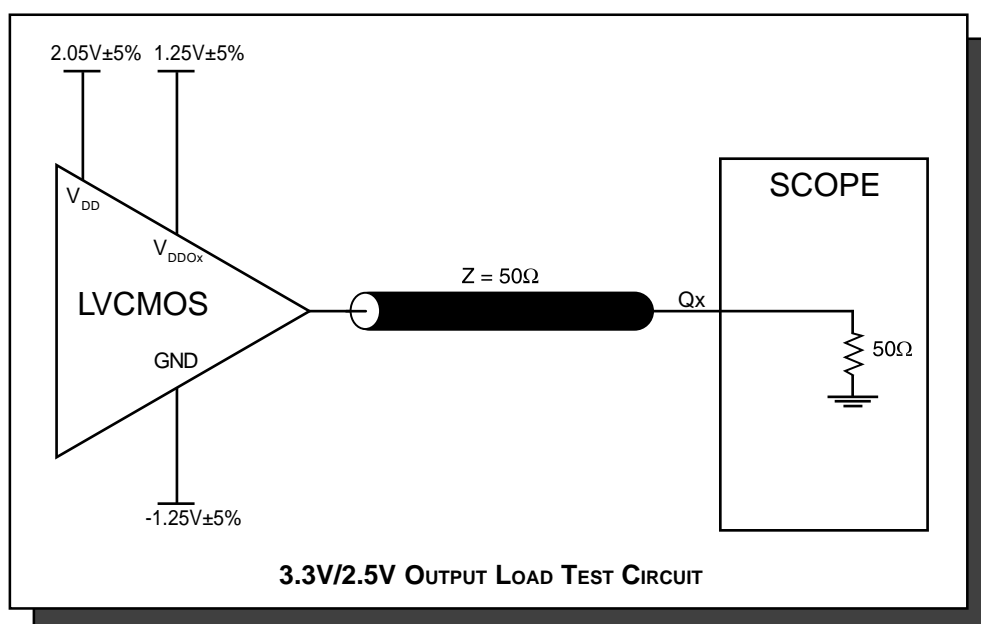 2.05V±5% 1.25V±5%
VDD
VDDOx
LVCMOS
GND
-1.25V±5%
Z = 50Ω
Qx
SCOPE
50Ω
3.3V/2.5V OUTPUT LOAD TEST CIRCUIT